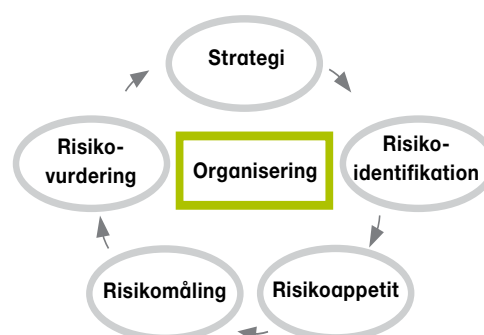 Strategi
Risiko-
identifikation
Risikoappetit
Risikomåling
Risiko-
vurdering
Organisering